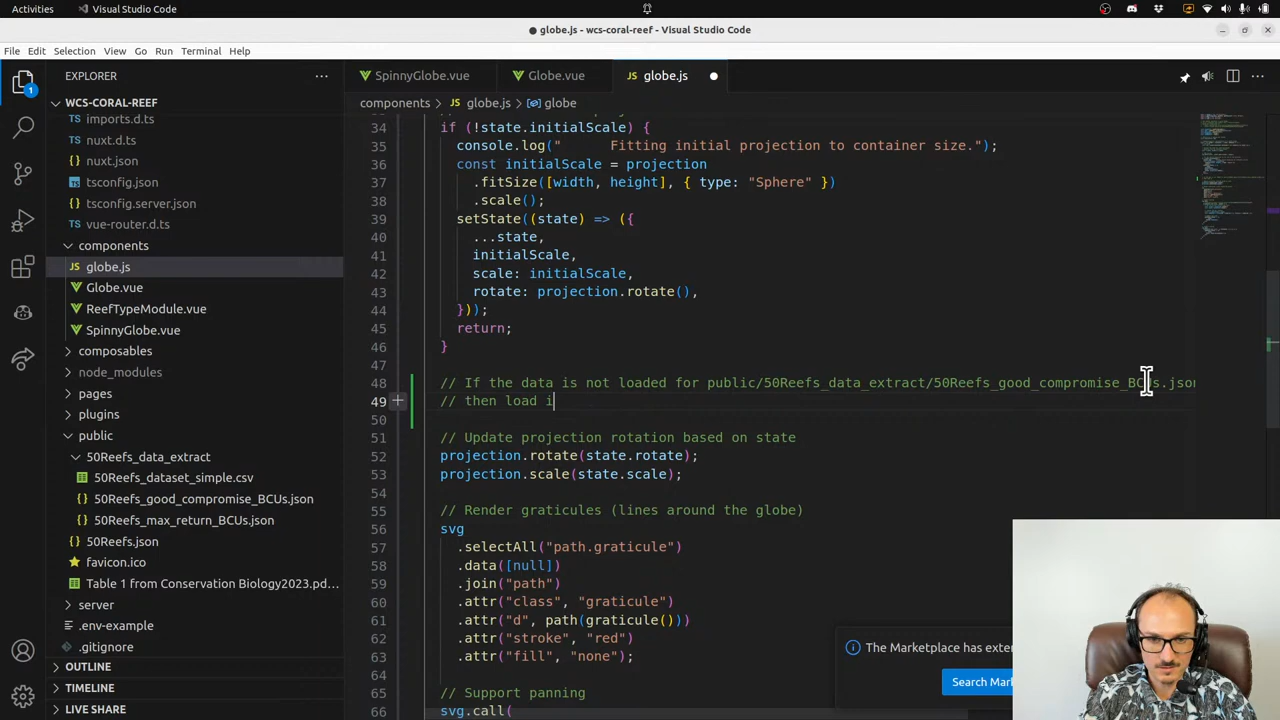 Activities
Visual Studio Code
globe.js - wcs-coral-reef - Visual Studio Code
File Edit Selection View Go Run Terminal Help
EXPLORER
SpinnyGlobe.vue
Globe.vue
JS globe.js
1
WCS-CORAL-REEF
components > JS globe.js > globe
imports.d.ts
nuxt.d.ts
nuxt.json
tsconfig.json
tsconfig.server.json
vue-router.d.ts
components
JS globe.js
Globe.vue
ReefTypeModule.vue
SpinnyGlobe.vue
composables
node_modules
pages
plugins
public
50Reefs_data_extract
50Reefs_dataset_simple.csv
{} 50Reefs_good_compromise_BCUs.json
{} 50Reefs_max_return_BCUs.json
{} 50Reefs.json
favicon.ico
Table 1 from Conservation Biology2023.pd...
server
.env-example
.gitignore
OUTLINE
TIMELINE
LIVE SHARE
34 if (!state.initialScale) {
35 console.log(" Fitting initial projection to container size.");
36 const initialScale = projection
37 .fitSize([width, height], { type: "Sphere" })
38 .scale();
39 setState((state) => ({
40 ...state,
41 initialScale,
42 scale: initialScale,
43 rotate: projection.rotate(),
44 }));
45 return;
46 }
47
48 // If the data is not loaded for public/50Reefs_data_extract/50Reefs_good_compromise_BCUs.json
49 // then load i
50
51 // Update projection rotation based on state
52 projection.rotate(state.rotate);
53 projection.scale(state.scale);
54
55 // Render graticules (lines around the globe)
56 svg
57 .selectAll("path.graticule")
58 .data([null])
59 .join("path")
60 .attr("class", "graticule")
61 .attr("d", path(graticule()))
62 .attr("stroke", "red")
63 .attr("fill", "none");
64
65 // Support panning
66 svg.call(
The Marketplace has exten
Search Mar